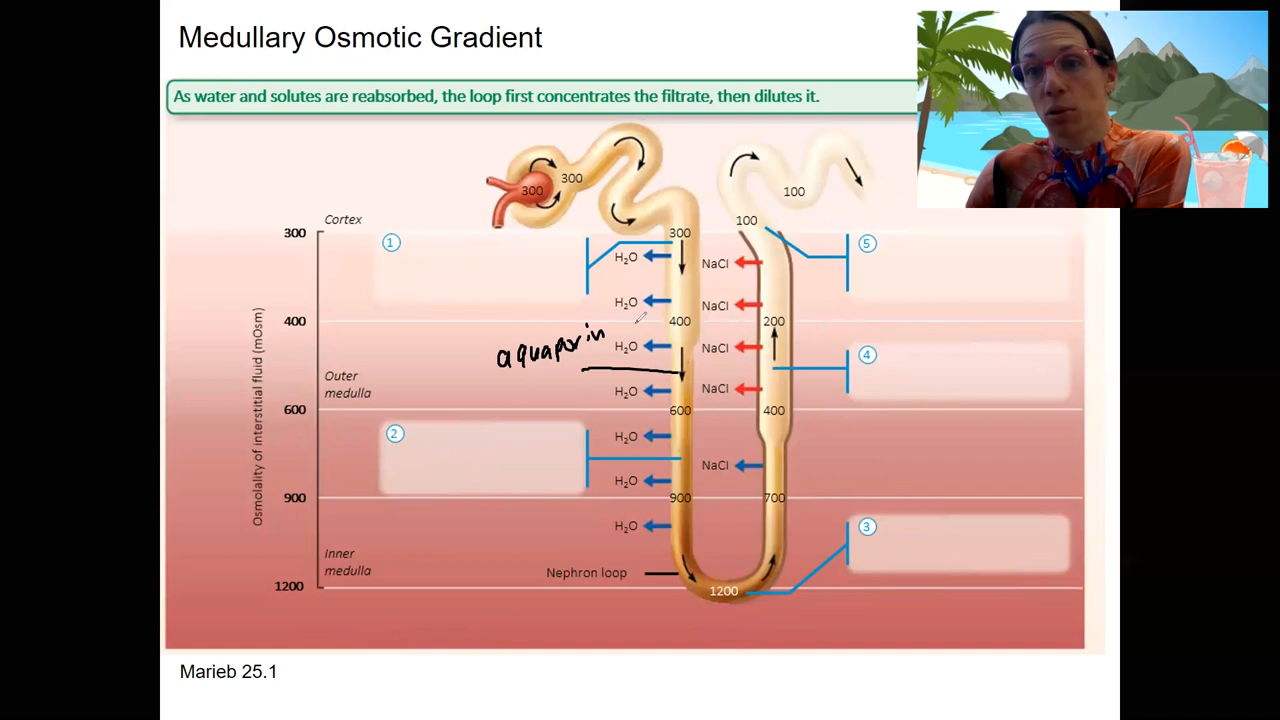 Medullary Osmotic Gradient
As water and solutes are reabsorbed, the loop first concentrates the filtrate, then dilutes it.
300
300
100
Cortex
100
300
300
1
5
H₂O
NaCl
H₂O
NaCl
400
400
200
aquaporin
H₂O
NaCl
4
Outer
medulla
H₂O
NaCl
600
600
400
2
H₂O
NaCl
H₂O
900
900
700
H₂O
3
Inner
medulla
Nephron loop
1200
1200
Osmolality of interstitial fluid (mOsm)
Marieb 25.1